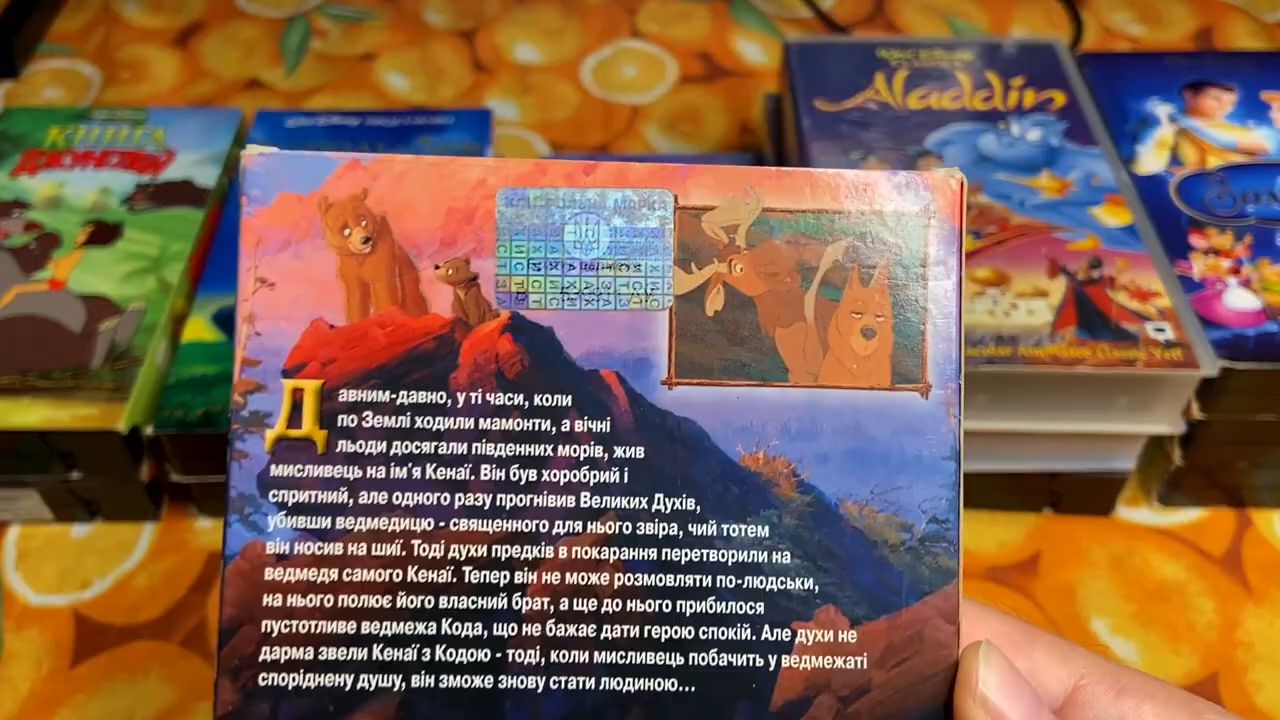 КНИГА
ДЖУНГЛІВ
WALT DISNEY
Aladdin
КОНТРОЛЬНА МАРКА
Давним-давно, у ті часи, коли
по Землі ходили мамонти, а вічні
льоди досягали південних морів, жив
мисливець на ім'я Кенаї. Він був хоробрий і
спритний, але одного разу прогнівив Великих Духів,
убивши ведмедицю - священного для нього звіра, чий тотем
він носив на шиї. Тоді духи предків в покарання перетворили на
ведмедя самого Кенаї. Тепер він не може розмовляти по-людськи,
на нього полює його власний брат, а ще до нього прибилося
пустотливе ведмежа Кода, що не бажає дати герою спокій. Але духи не
дарма звели Кенаї з Кодою - тоді, коли мисливець побачить у ведмежаті
споріднену душу, він зможе знову стати людиною...